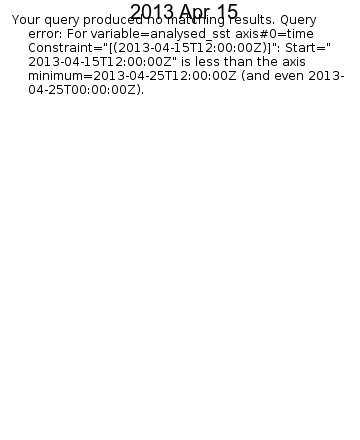 2013 Apr 15
Your query produced no matching results. Query
error: For variable=analysed_sst axis#0=time
Constraint="[(2013-04-15T12:00:00Z)]": Start="
2013-04-15T12:00:00Z" is less than the axis
minimum=2013-04-25T12:00:00Z (and even 2013-
04-25T00:00:00Z).